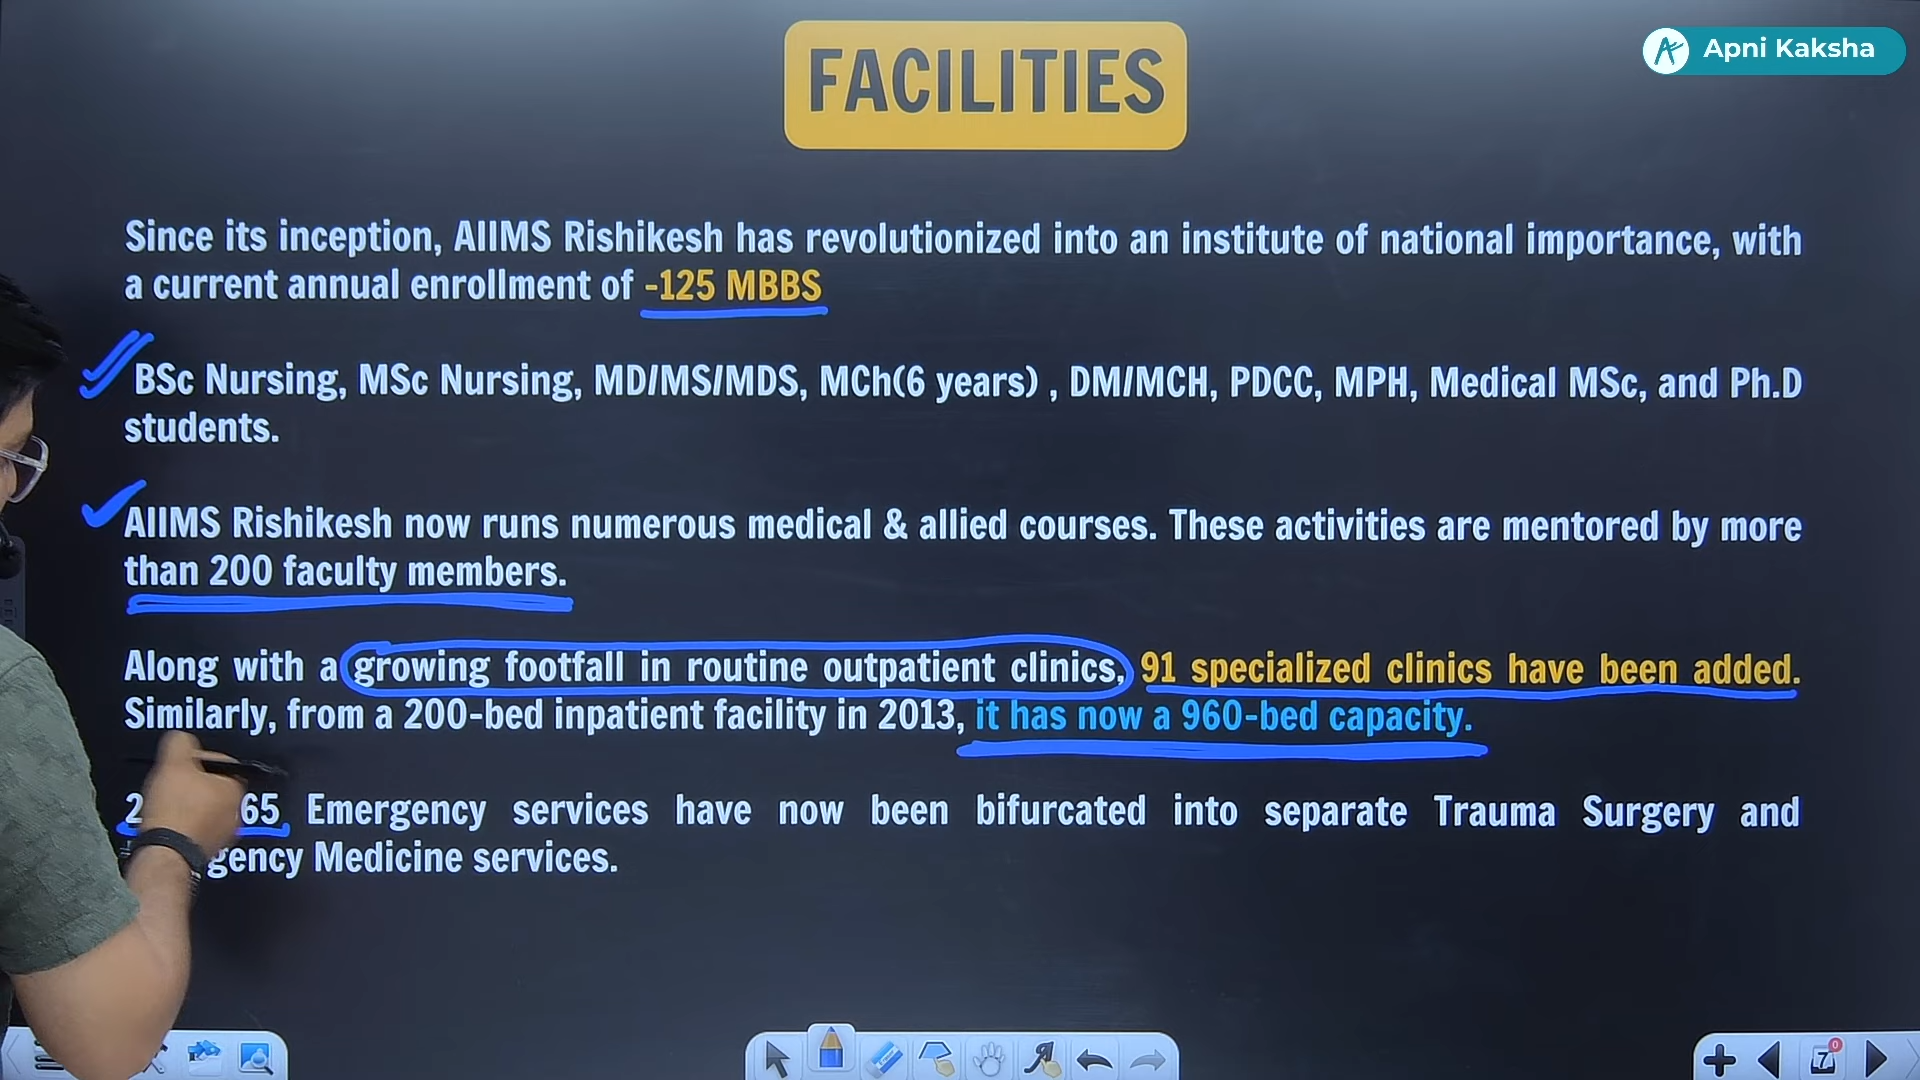 FACILITIES
Apni Kaksha
Since its inception, AIIMS Rishikesh has revolutionized into an institute of national importance, with
a current annual enrollment of -125 MBBS
BSc Nursing, MSc Nursing, MD/MS/MDS, MCh(6 years) , DM/MCH, PDCC, MPH, Medical MSc, and Ph.D
students.
AIIMS Rishikesh now runs numerous medical & allied courses. These activities are mentored by more
than 200 faculty members.
Along with a growing footfall in routine outpatient clinics, 91 specialized clinics have been added.
Similarly, from a 200-bed inpatient facility in 2013, it has now a 960-bed capacity.
Emergency services have now been bifurcated into separate Trauma Surgery and
Medicine services.
7
0